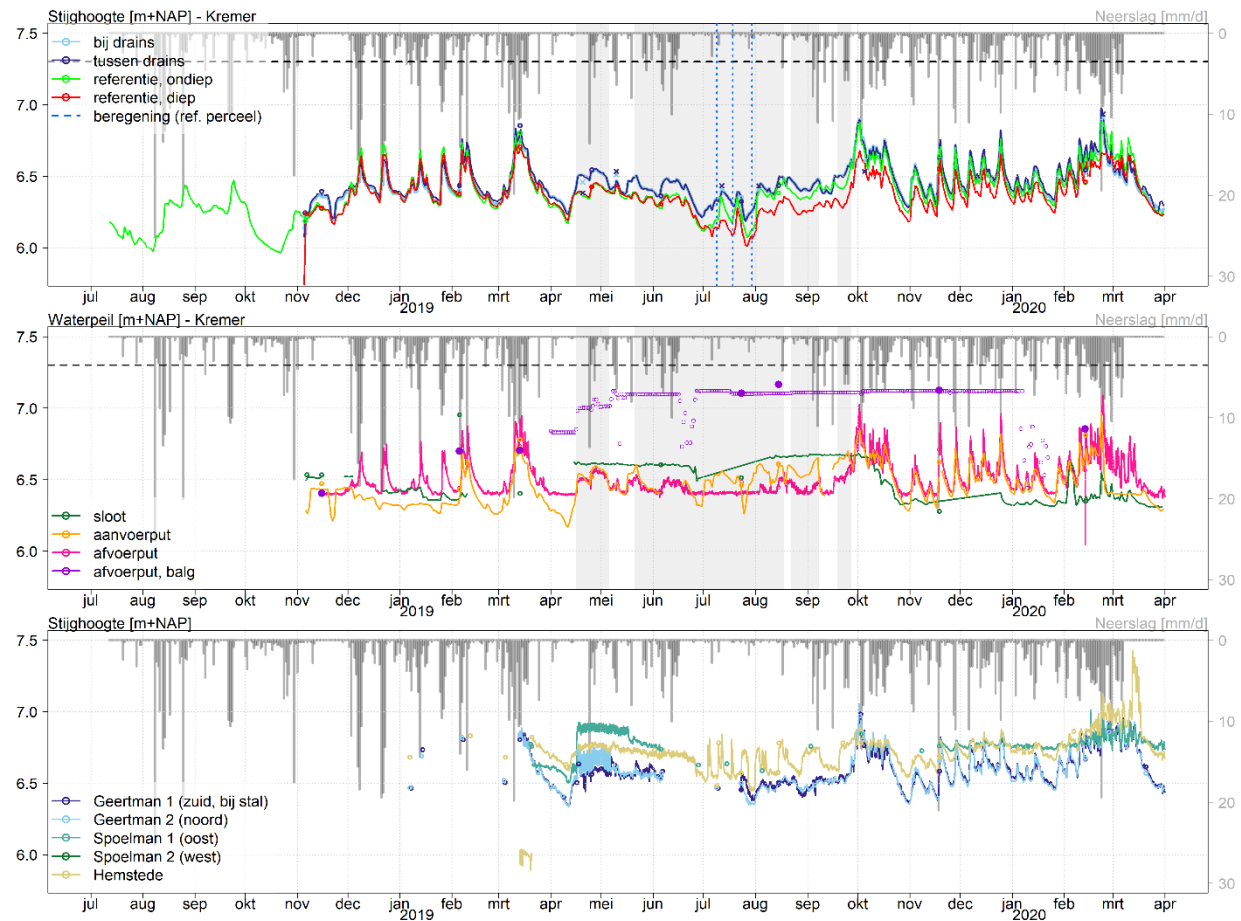 Stijghoogte [m+NAP] - Kremer
Neerslag [mm/d]
7.5
7.0
6.5
6.0
0
10
20
30
bij drains
tussen drains
referentie, ondiep
referentie, diep
beregening (ref. perceel)
jul aug sep okt nov dec jan feb mrt apr mei jun jul aug sep okt nov dec jan feb mrt apr
2019 2020
Waterpeil [m+NAP] - Kremer
Neerslag [mm/d]
7.5
7.0
6.5
6.0
0
10
20
30
sloot
aanvoerput
afvoerput
afvoerput, balg
jul aug sep okt nov dec jan feb mrt apr mei jun jul aug sep okt nov dec jan feb mrt apr
2019 2020
Stijghoogte [m+NAP]
Neerslag [mm/d]
7.5
7.0
6.5
6.0
0
10
20
30
Geertman 1 (zuid, bij stal)
Geertman 2 (noord)
Spoelman 1 (oost)
Spoelman 2 (west)
Hemstede
jul aug sep okt nov dec jan feb mrt apr mei jun jul aug sep okt nov dec jan feb mrt apr
2019 2020